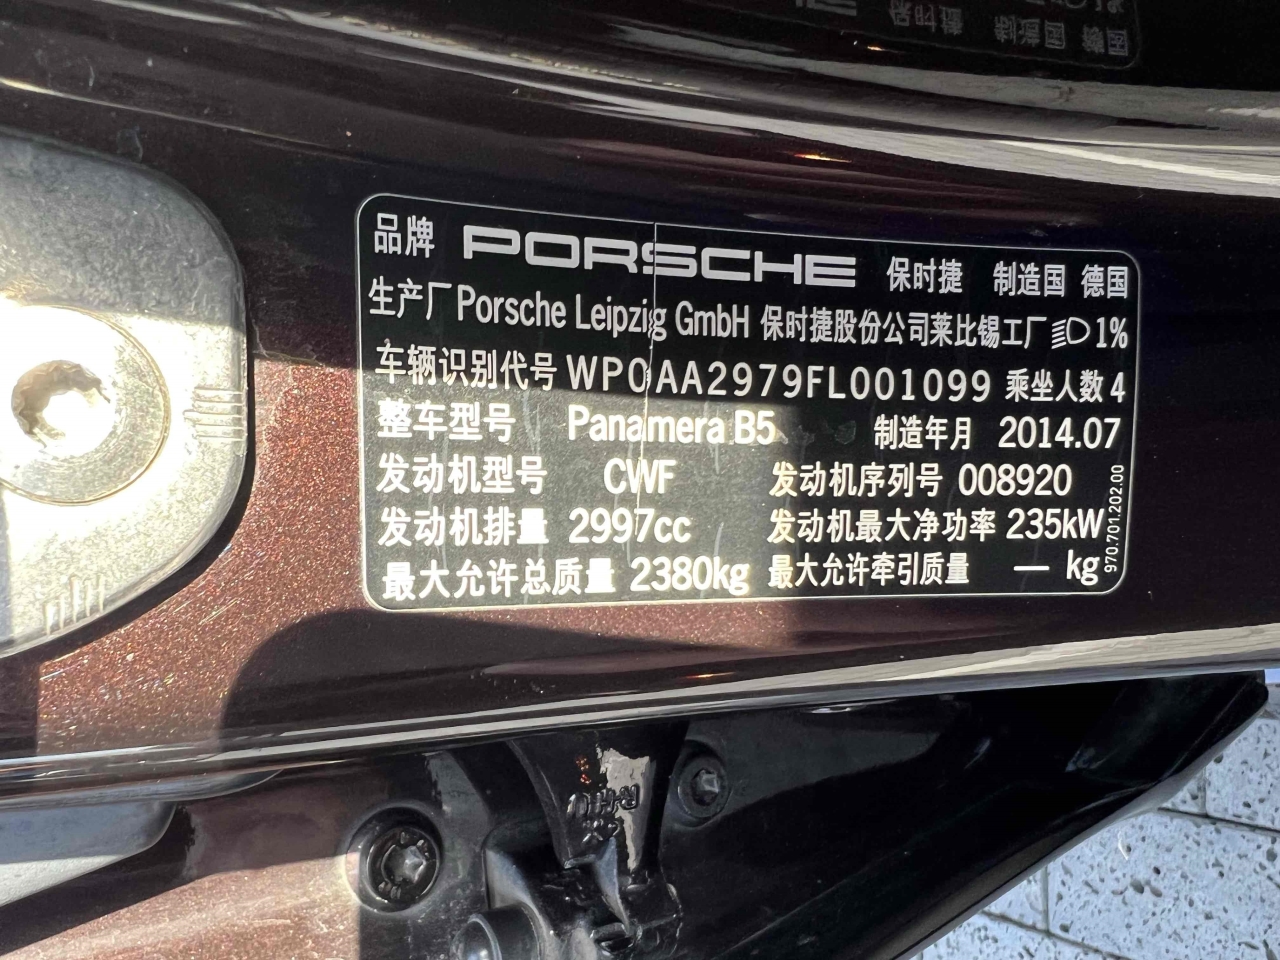 品牌 PORSCHE 保时捷 制造国 德国
生产厂 Porsche Leipzig GmbH 保时捷股份公司莱比锡工厂 1%
车辆识别代号 WP0AA2979FL001099 乘坐人数 4
整车型号 Panamera B5 制造年月 2014.07
发动机型号 CWF 发动机序列号 008920
发动机排量 2997cc 发动机最大净功率 235kW
最大允许总质量 2380kg 最大允许牵引质量 — kg
970.701.202.00